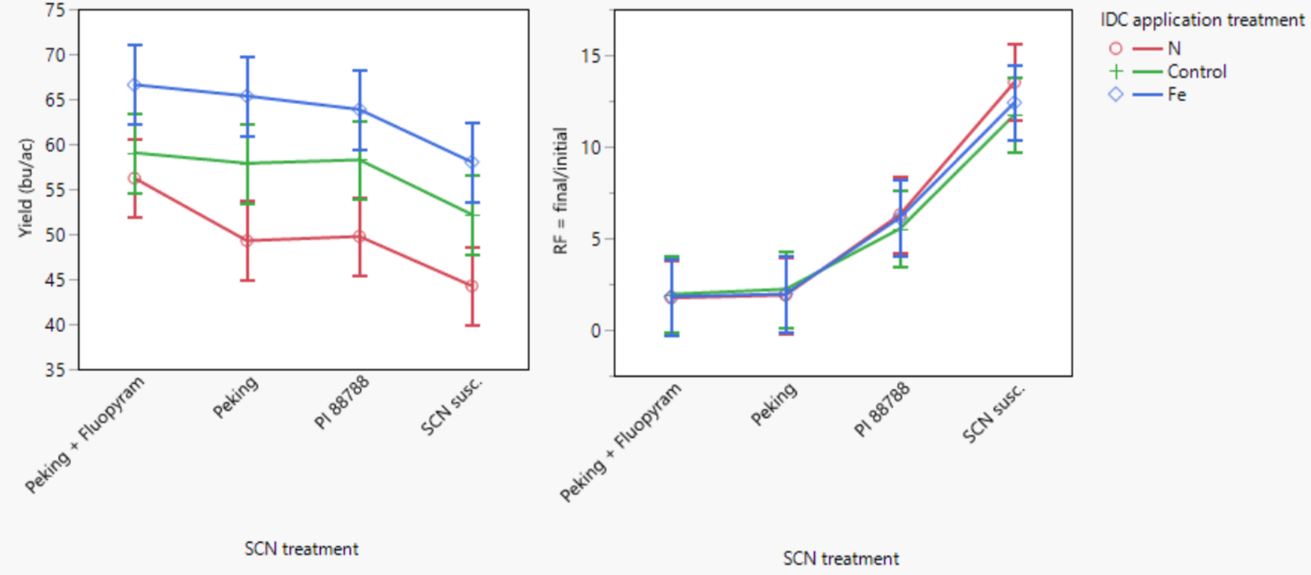 75
70
65
60
55
50
45
40
35
Yield (bu/ac)
Peking + Fluopyram
Peking
PI 88788
SCN susc.
SCN treatment
15
10
5
0
RF = final/initial
Peking + Fluopyram
Peking
PI 88788
SCN susc.
SCN treatment
IDC application treatment
N
Control
Fe